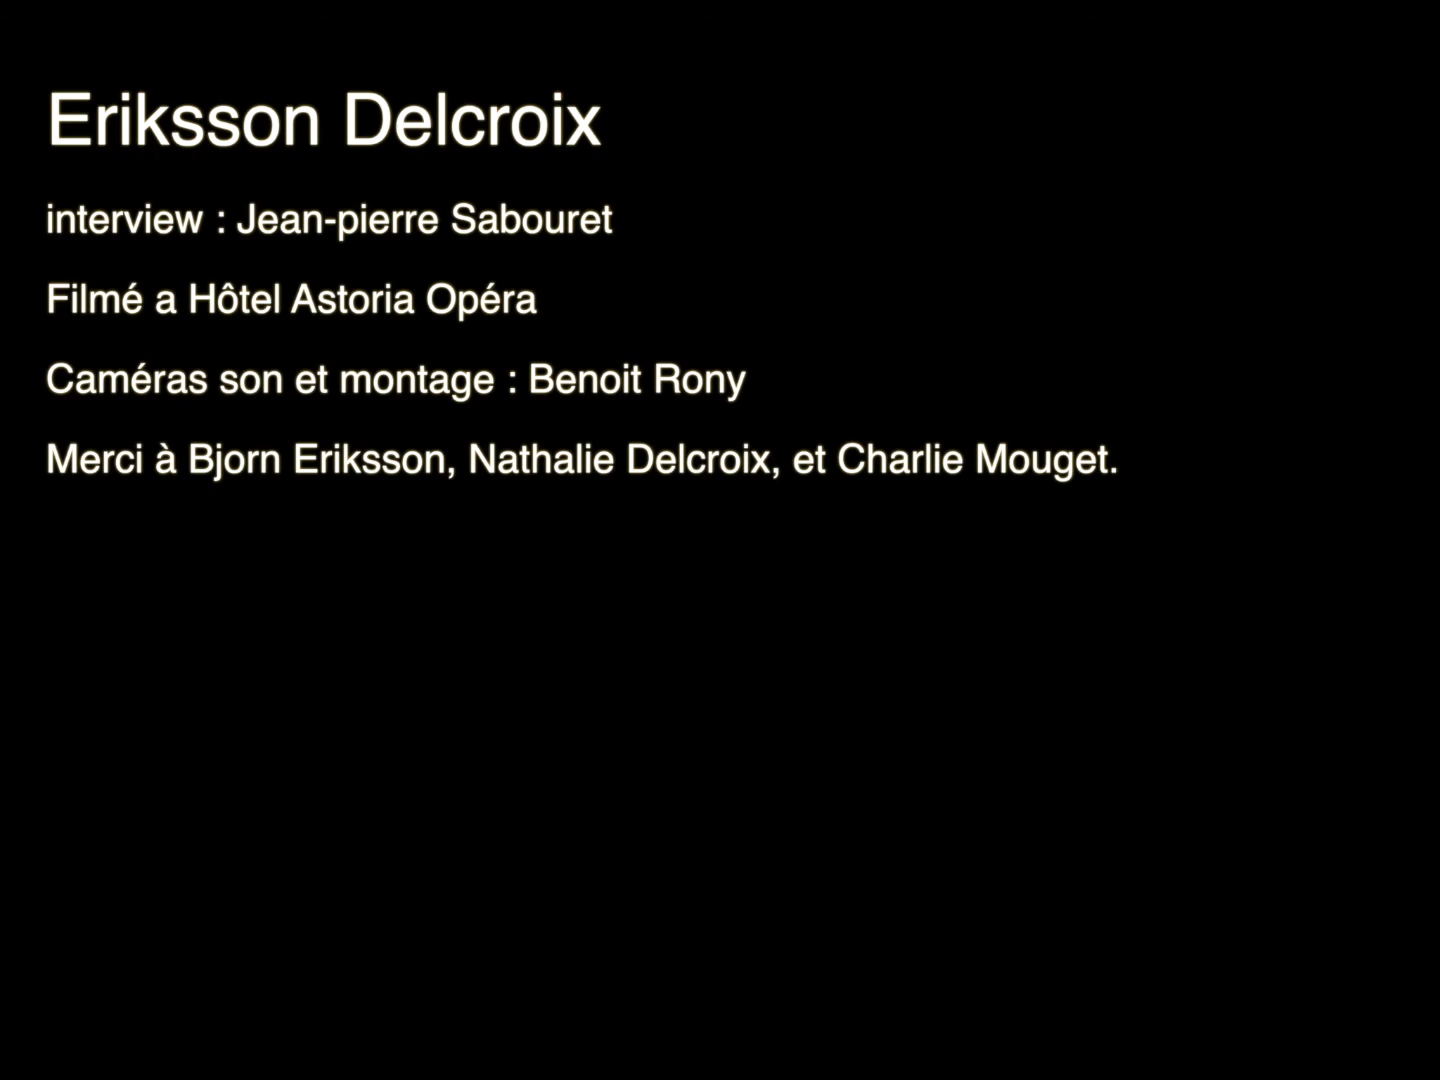 Eriksson Delcroix
interview : Jean-pierre Sabouret
Filmé a Hôtel Astoria Opéra
Caméras son et montage : Benoit Rony
Merci à Bjorn Eriksson, Nathalie Delcroix, et Charlie Mouget.